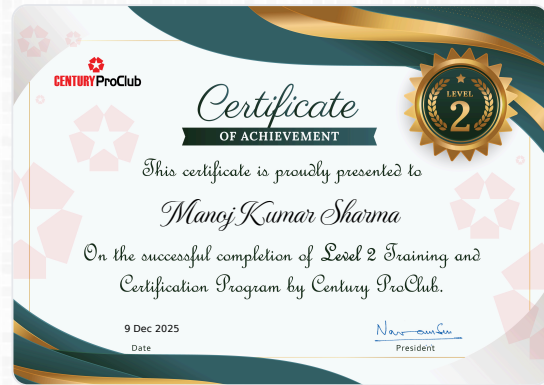 CENTURY ProClub
Certificate
OF ACHIEVEMENT
LEVEL
2
This certificate is proudly presented to
Manoj Kumar Sharma
On the successful completion of Level 2 Training and
Certification Program by Century ProClub.
9 Dec 2025
Date
President